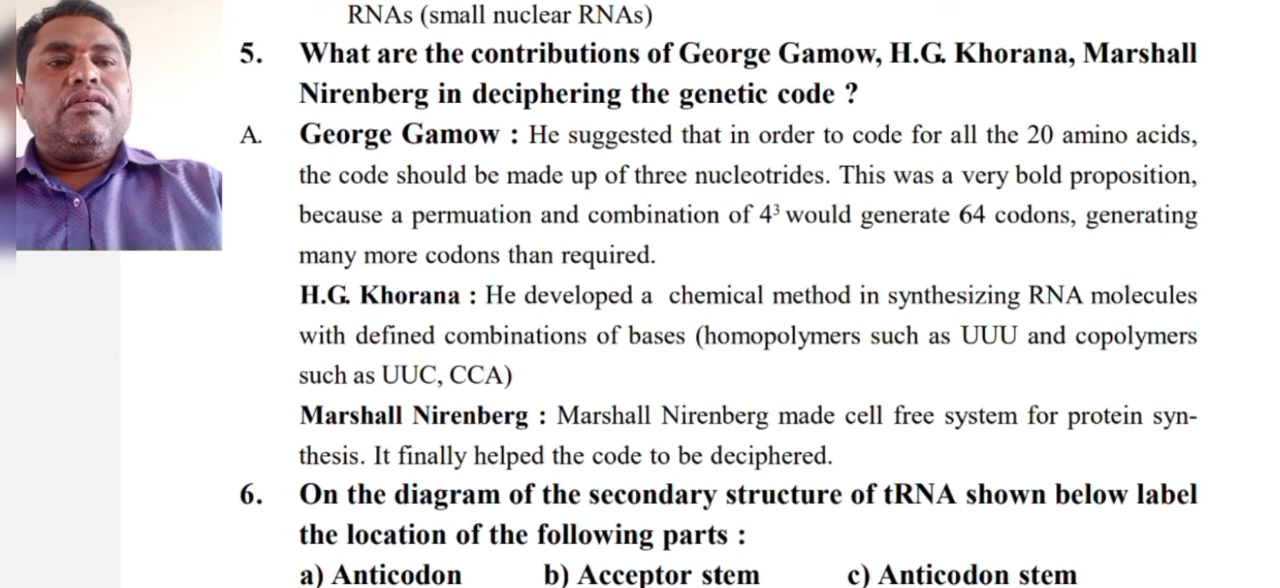 RNAs (small nuclear RNAs)
5. What are the contributions of George Gamow, H.G. Khorana, Marshall
Nirenberg in deciphering the genetic code ?
A. George Gamow : He suggested that in order to code for all the 20 amino acids,
the code should be made up of three nucleotrides. This was a very bold proposition,
because a permuation and combination of 4³ would generate 64 codons, generating
many more codons than required.
H.G. Khorana : He developed a chemical method in synthesizing RNA molecules
with defined combinations of bases (homopolymers such as UUU and copolymers
such as UUC, CCA)
Marshall Nirenberg : Marshall Nirenberg made cell free system for protein syn-
thesis. It finally helped the code to be deciphered.
6. On the diagram of the secondary structure of tRNA shown below label
the location of the following parts :
a) Anticodon b) Acceptor stem c) Anticodon stem